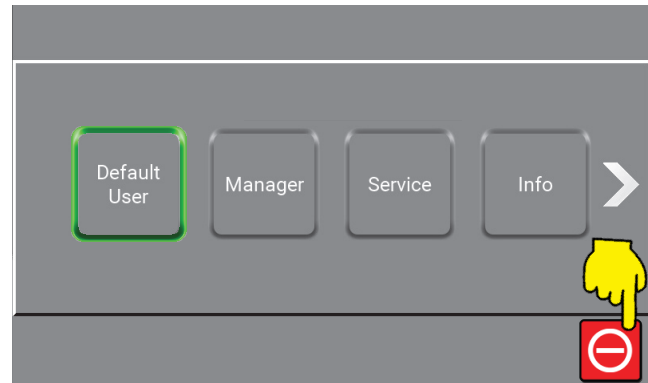 Default
User
Manager
Service
Info